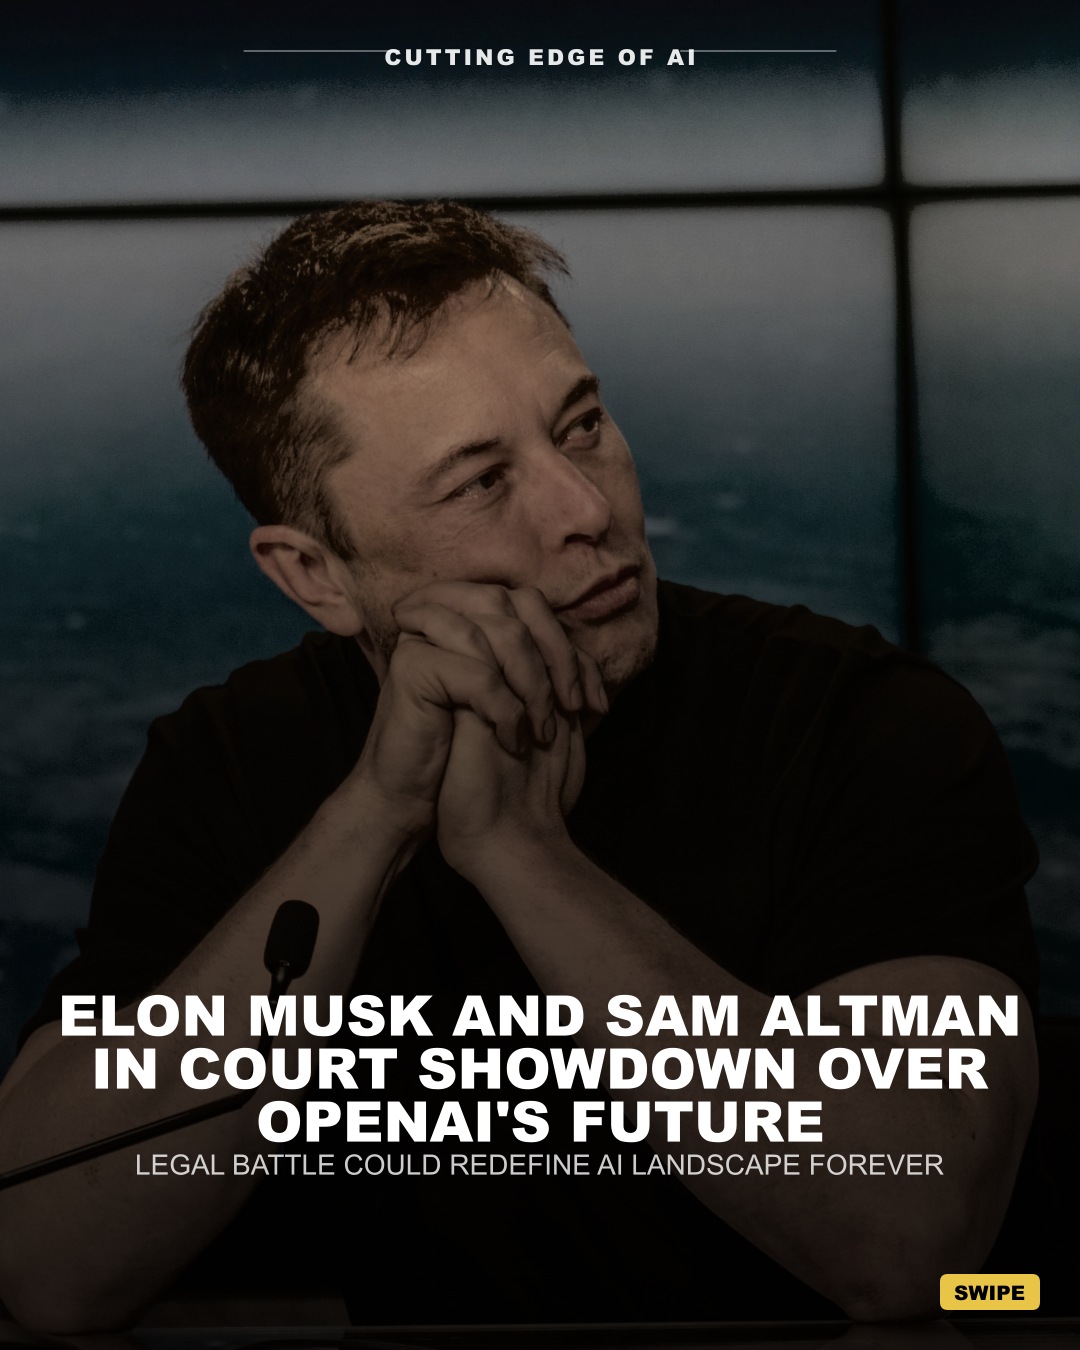 CUTTING EDGE OF AI
ELON MUSK AND SAM ALTMAN
IN COURT SHOWDOWN OVER
OPENAI'S FUTURE
LEGAL BATTLE COULD REDEFINE AI LANDSCAPE FOREVER
SWIPE